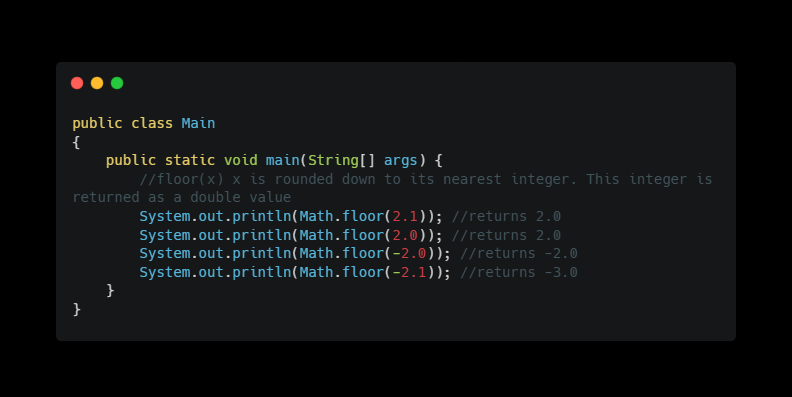 public class Main
{
    public static void main(String[] args) {
        //floor(x) x is rounded down to its nearest integer. This integer is
returned as a double value
        System.out.println(Math.floor(2.1)); //returns 2.0
        System.out.println(Math.floor(2.0)); //returns 2.0
        System.out.println(Math.floor(-2.0)); //returns -2.0
        System.out.println(Math.floor(-2.1)); //returns -3.0
    }
}